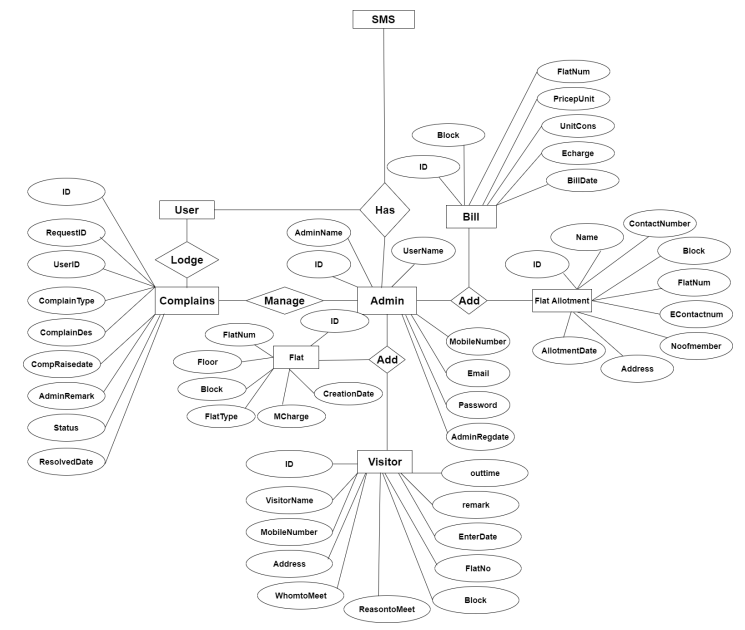 SMS
FlatNum
PricepUnit
Block
UnitCons
ID
Echarge
BillDate
ID
User
Has
Bill
RequestID
AdminName
UserName
Name
ContactNumber
Lodge
UserID
ID
ID
Block
ComplainType
Complains
Manage
Admin
Add
Flat Allotment
FlatNum
ComplainDes
FlatNum
ID
MobileNumber
EContactnum
CompRaisedate
Floor
Flat
Add
AllotmentDate
Noofmember
Address
Email
Block
CreationDate
AdminRemark
FlatType
MCharge
Password
Status
AdminRegdate
ResolvedDate
ID
Visitor
outtime
VisitorName
remark
MobileNumber
EnterDate
Address
FlatNo
WhomtoMeet
ReasontoMeet
Block